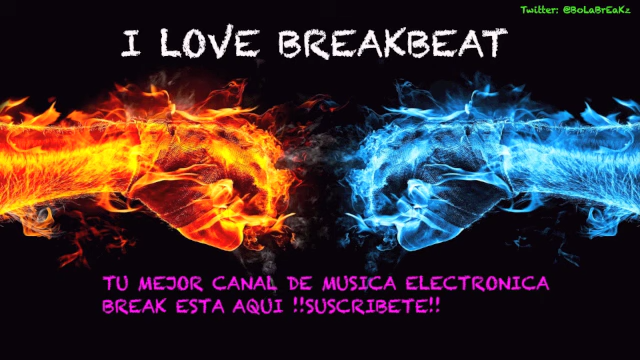 Twitter: @BoLaBrEaKz
I LOVE BREAKBEAT
TU MEJOR CANAL DE MUSICA ELECTRONICA
BREAK ESTA AQUI !!SUSCRIBETE!!